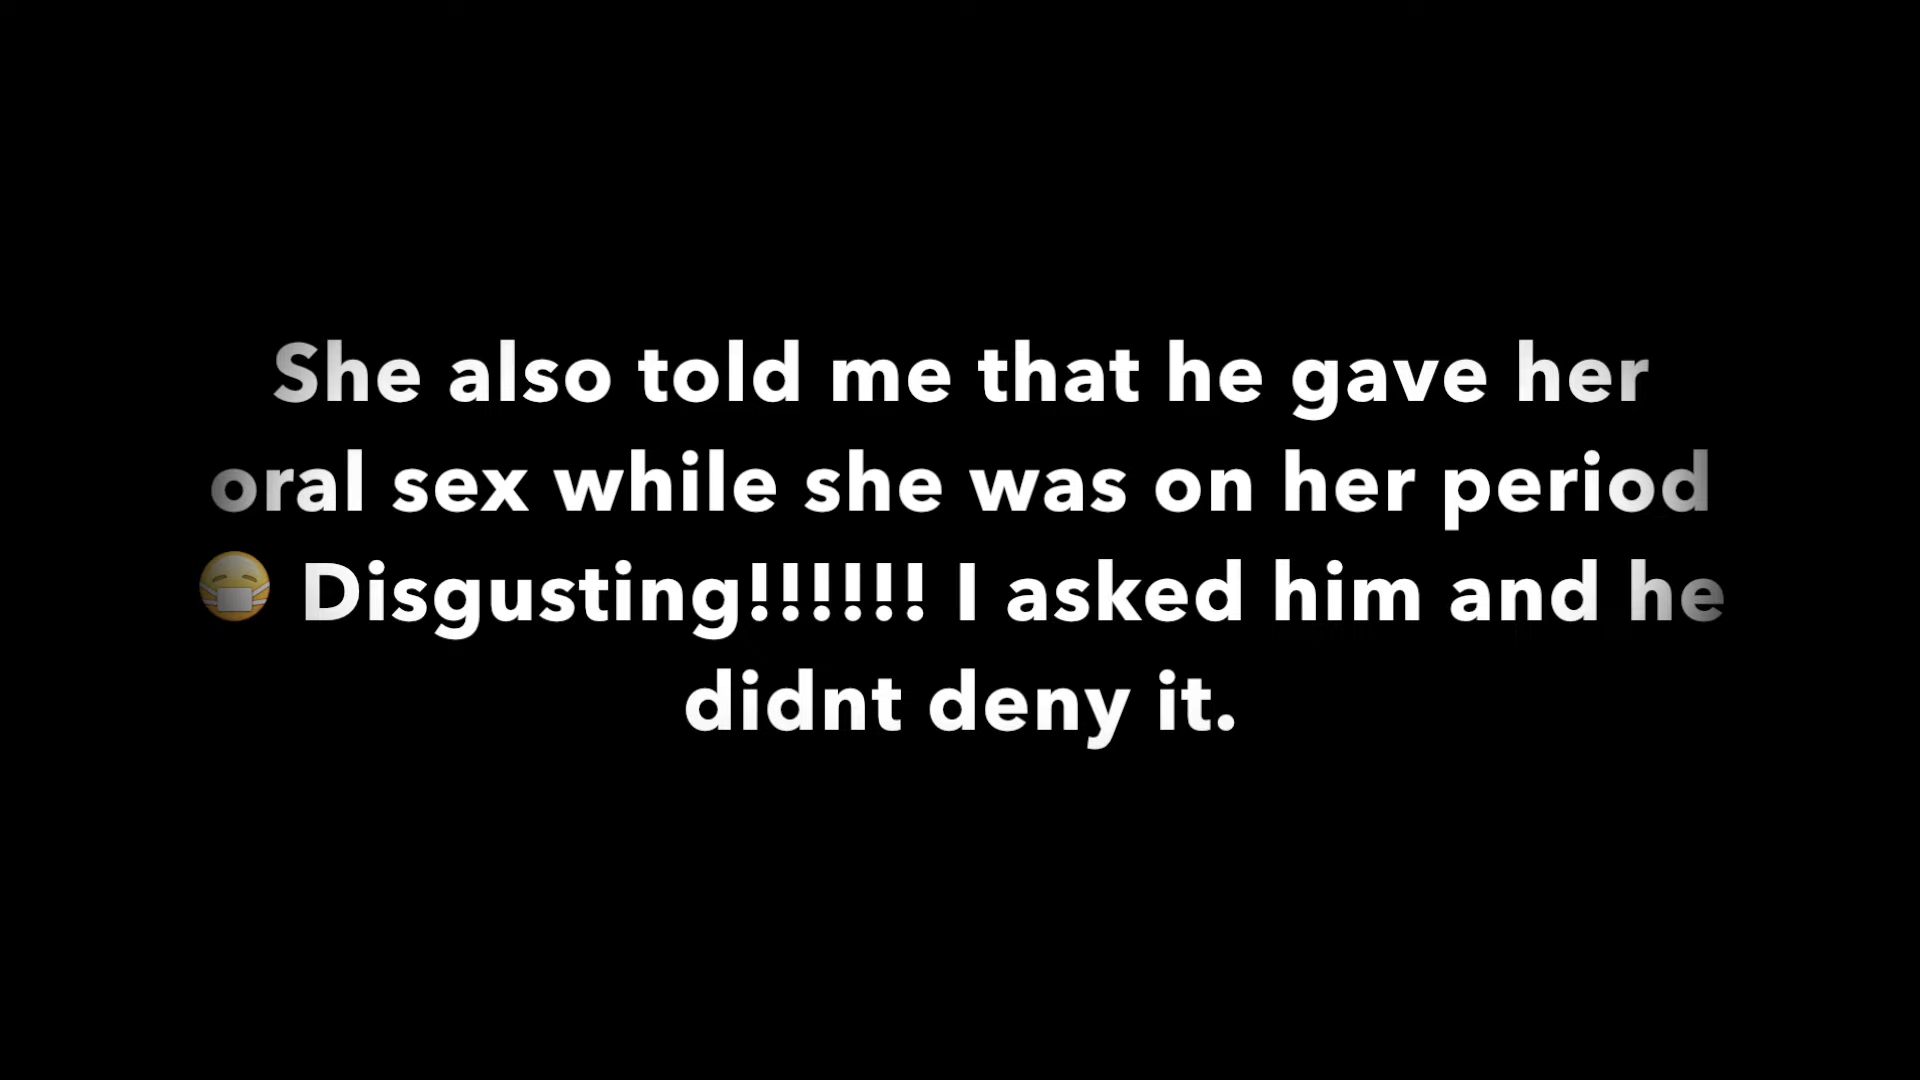 She also told me that he gave her
oral sex while she was on her period
😷 Disgusting!!!!!! I asked him and he
didnt deny it.